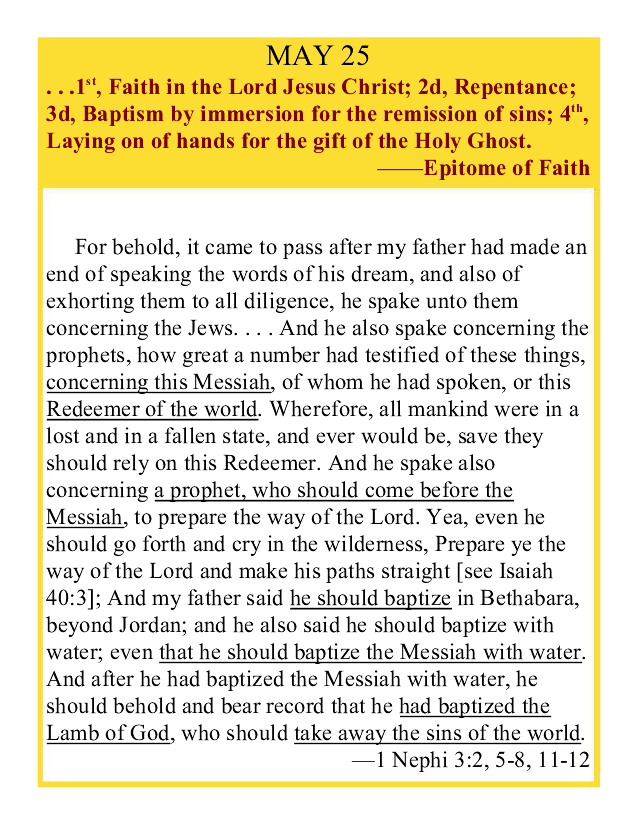 MAY 25
. . .1st, Faith in the Lord Jesus Christ; 2d, Repentance;
3d, Baptism by immersion for the remission of sins; 4th,
Laying on of hands for the gift of the Holy Ghost.
——Epitome of Faith
For behold, it came to pass after my father had made an
end of speaking the words of his dream, and also of
exhorting them to all diligence, he spake unto them
concerning the Jews. . . . And he also spake concerning the
prophets, how great a number had testified of these things,
concerning this Messiah, of whom he had spoken, or this
Redeemer of the world. Wherefore, all mankind were in a
lost and in a fallen state, and ever would be, save they
should rely on this Redeemer. And he spake also
concerning a prophet, who should come before the
Messiah, to prepare the way of the Lord. Yea, even he
should go forth and cry in the wilderness, Prepare ye the
way of the Lord and make his paths straight [see Isaiah
40:3]; And my father said he should baptize in Bethabara,
beyond Jordan; and he also said he should baptize with
water; even that he should baptize the Messiah with water.
And after he had baptized the Messiah with water, he
should behold and bear record that he had baptized the
Lamb of God, who should take away the sins of the world.
—1 Nephi 3:2, 5-8, 11-12